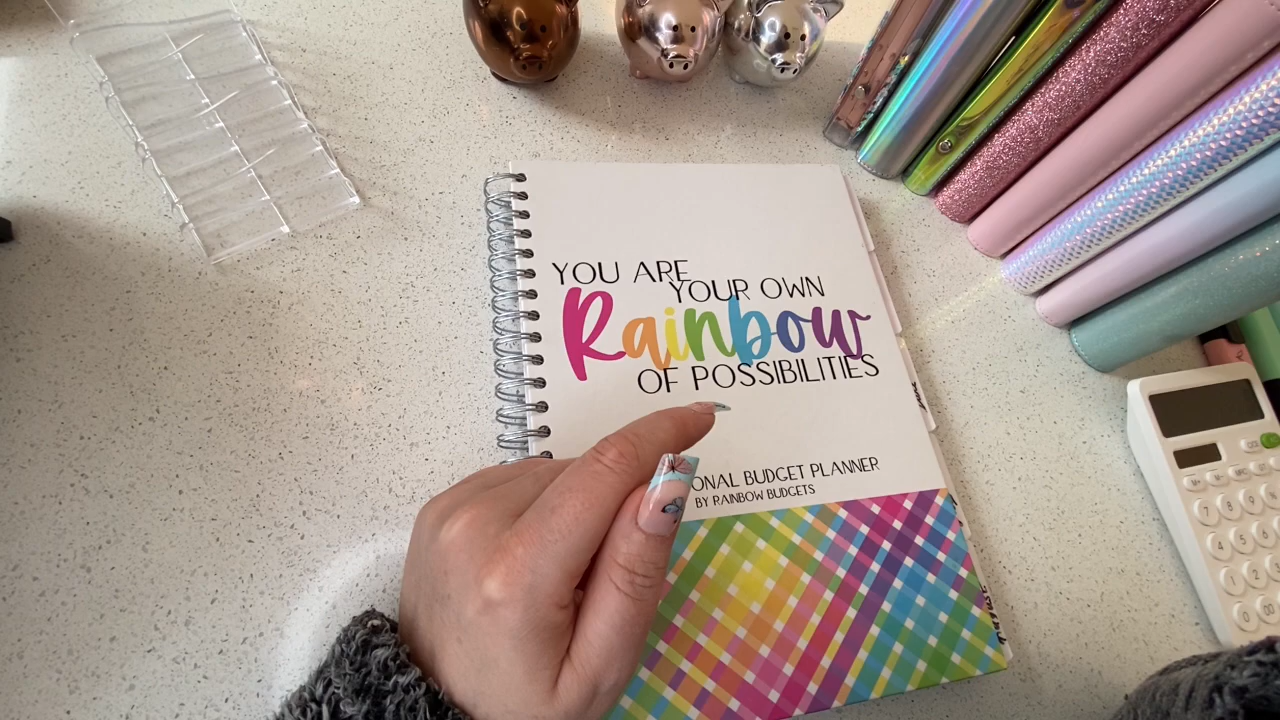 YOU ARE
YOUR OWN
Rainbow
OF POSSIBILITIES
ONAL BUDGET PLANNER
BY RAINBOW BUDGETS